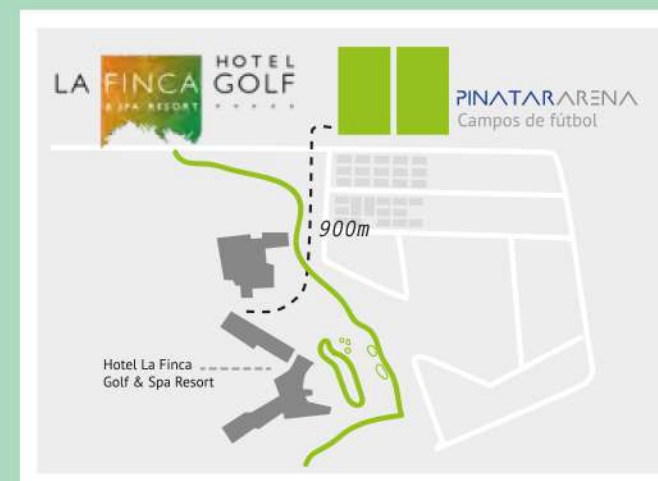 HOTEL
LA FINCA GOLF
& SPA RESORT
PINATARARENA
Campos de fútbol
900m
Hotel La Finca
Golf & Spa Resort